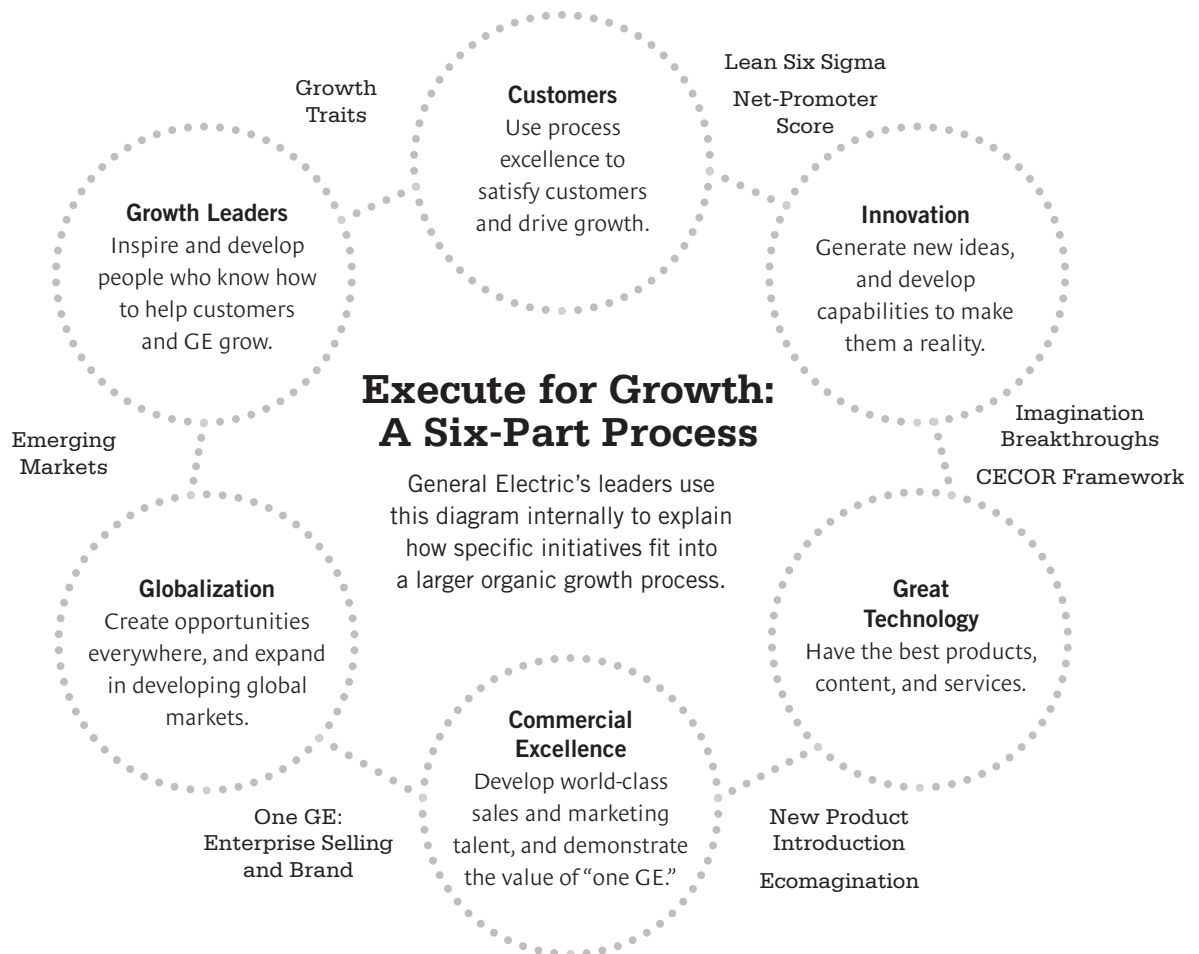 Growth
Traits
Customers
Use process
excellence to
satisfy customers
and drive growth.
Lean Six Sigma
Net-Promoter
Score
Growth Leaders
Inspire and develop
people who know how
to help customers
and GE grow.
Innovation
Generate new ideas,
and develop
capabilities to make
them a reality.
Execute for Growth:
A Six-Part Process
General Electric’s leaders use
this diagram internally to explain
how specific initiatives fit into
a larger organic growth process.
Emerging
Markets
Imagination
Breakthroughs
CECOR Framework
Globalization
Create opportunities
everywhere, and expand
in developing global
markets.
Great
Technology
Have the best products,
content, and services.
Commercial
Excellence
Develop world-class
sales and marketing
talent, and demonstrate
the value of “one GE.”
One GE:
Enterprise Selling
and Brand
New Product
Introduction
Ecomagination